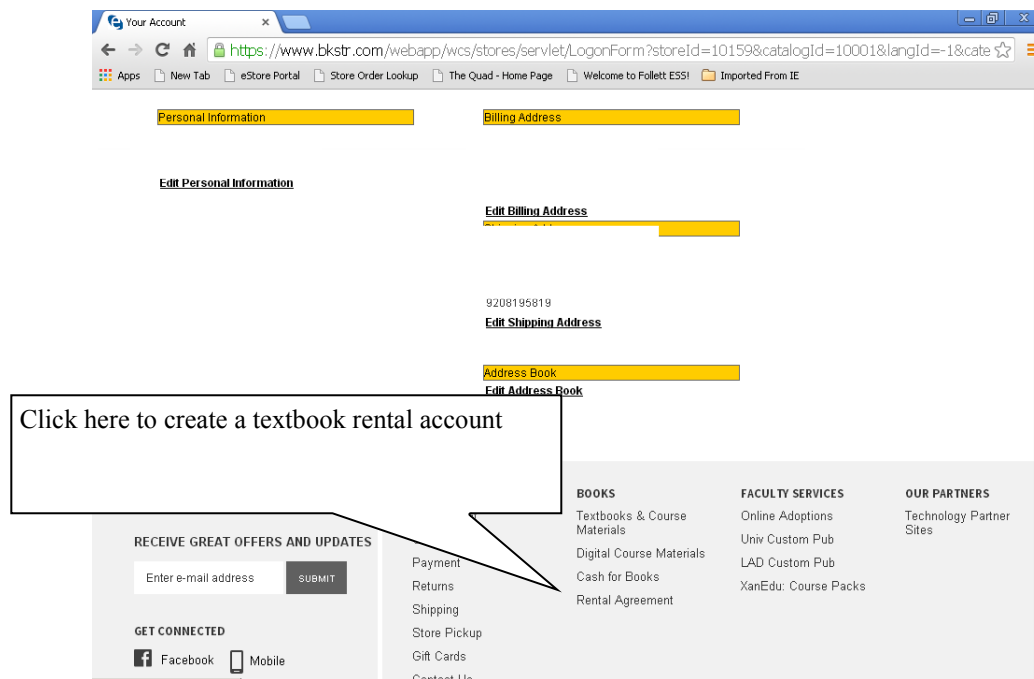 Your Account
https://www.bkstr.com/webapp/wcs/stores/servlet/LogonForm?storeId=10159&catalogId=10001&langId=-1&cate
Apps New Tab eStore Portal Store Order Lookup The Quad - Home Page Welcome to Follett ESS! Imported From IE
Personal Information
Edit Personal Information
Billing Address
Edit Billing Address
9208195819
Edit Shipping Address
Address Book
Edit Address Book
Click here to create a textbook rental account
RECEIVE GREAT OFFERS AND UPDATES
Enter e-mail address SUBMIT
GET CONNECTED
Facebook Mobile
Payment
Returns
Shipping
Store Pickup
Gift Cards
Contact Us
BOOKS
Textbooks & Course
Materials
Digital Course Materials
Cash for Books
Rental Agreement
FACULTY SERVICES
Online Adoptions
Univ Custom Pub
LAD Custom Pub
XanEdu: Course Packs
OUR PARTNERS
Technology Partner
Sites